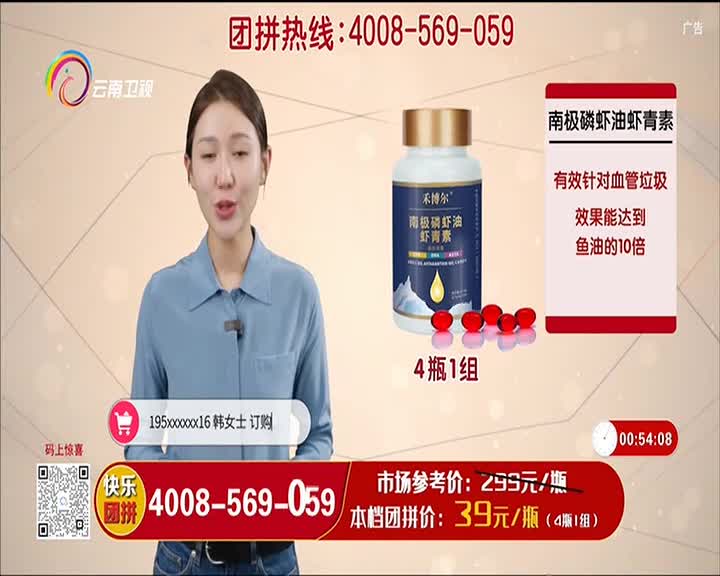 团拼热线:4008-569-059
广告
云南卫视
南极磷虾油虾青素
有效针对血管垃圾
效果能达到
鱼油的10倍
禾博尔
南极磷虾油
虾青素
4瓶1组
195xxxxxx16 韩女士 订购
00:54:08
码上惊喜
快乐
团拼
4008-569-059
市场参考价: 299元/瓶
本档团拼价: 39元/瓶 (4瓶1组)